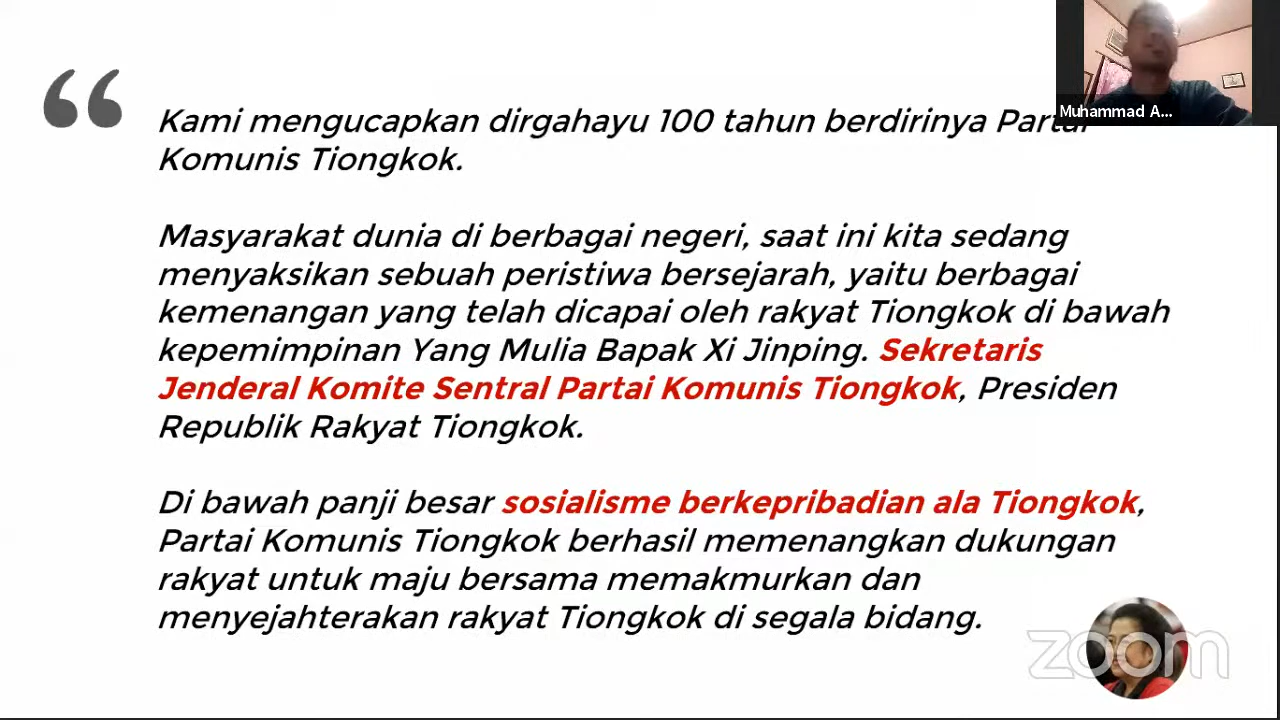 “
Kami mengucapkan dirgahayu 100 tahun berdirinya Partai
Komunis Tiongkok.
Masyarakat dunia di berbagai negeri, saat ini kita sedang
menyaksikan sebuah peristiwa bersejarah, yaitu berbagai
kemenangan yang telah dicapai oleh rakyat Tiongkok di bawah
kepemimpinan Yang Mulia Bapak Xi Jinping. Sekretaris
Jenderal Komite Sentral Partai Komunis Tiongkok, Presiden
Republik Rakyat Tiongkok.
Di bawah panji besar sosialisme berkepribadian ala Tiongkok,
Partai Komunis Tiongkok berhasil memenangkan dukungan
rakyat untuk maju bersama memakmurkan dan
menyejahterakan rakyat Tiongkok di segala bidang.
Muhammad A...
zoom